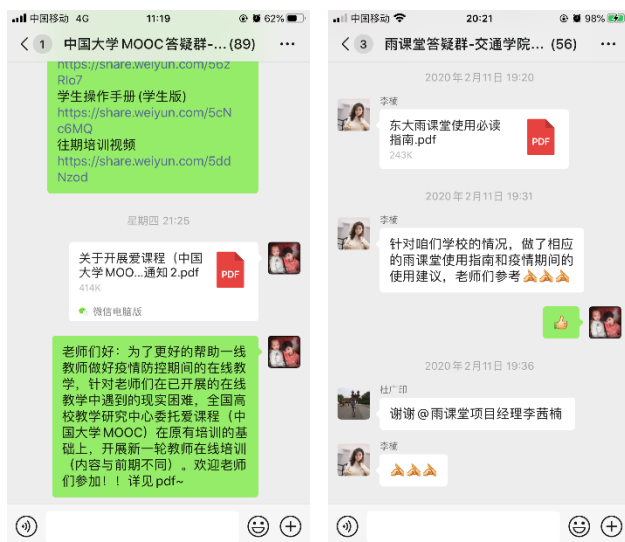 中国移动 4G
11:19
62%
1
中国大学MOOC答疑群-...(89)
https://share.weiyun.com/56z
Rlo7
学生操作手册(学生版)
https://share.weiyun.com/5cN
c6MQ
往期培训视频
https://share.weiyun.com/5dd
Nzod
星期四 21:25
关于开展爱课程（中国
大学MOO...通知2.pdf
414K
PDF
微信电脑版
老师们好：为了更好的帮助一线
教师做好疫情防控期间的在线教
学，针对老师们在已开展的在线
教学中遇到的现实困难，全国高
校教学研究中心委托爱课程（中
国大学MOOC）在原有培训的基
础上，开展新一轮教师在线培训
（内容与前期不同）。欢迎老师
们参加！！详见pdf~
中国移动
20:21
98%
3
雨课堂答疑群-交通学院... (56)
2020年2月11日 19:20
李楠
东大雨课堂使用必读
指南.pdf
243K
PDF
2020年2月11日 19:31
李楠
针对咱们学校的情况，做了相应
的雨课堂使用指南和疫情期间的
使用建议，老师们参考
2020年2月11日 19:36
杜广印
谢谢@雨课堂项目经理李茜楠
李楠